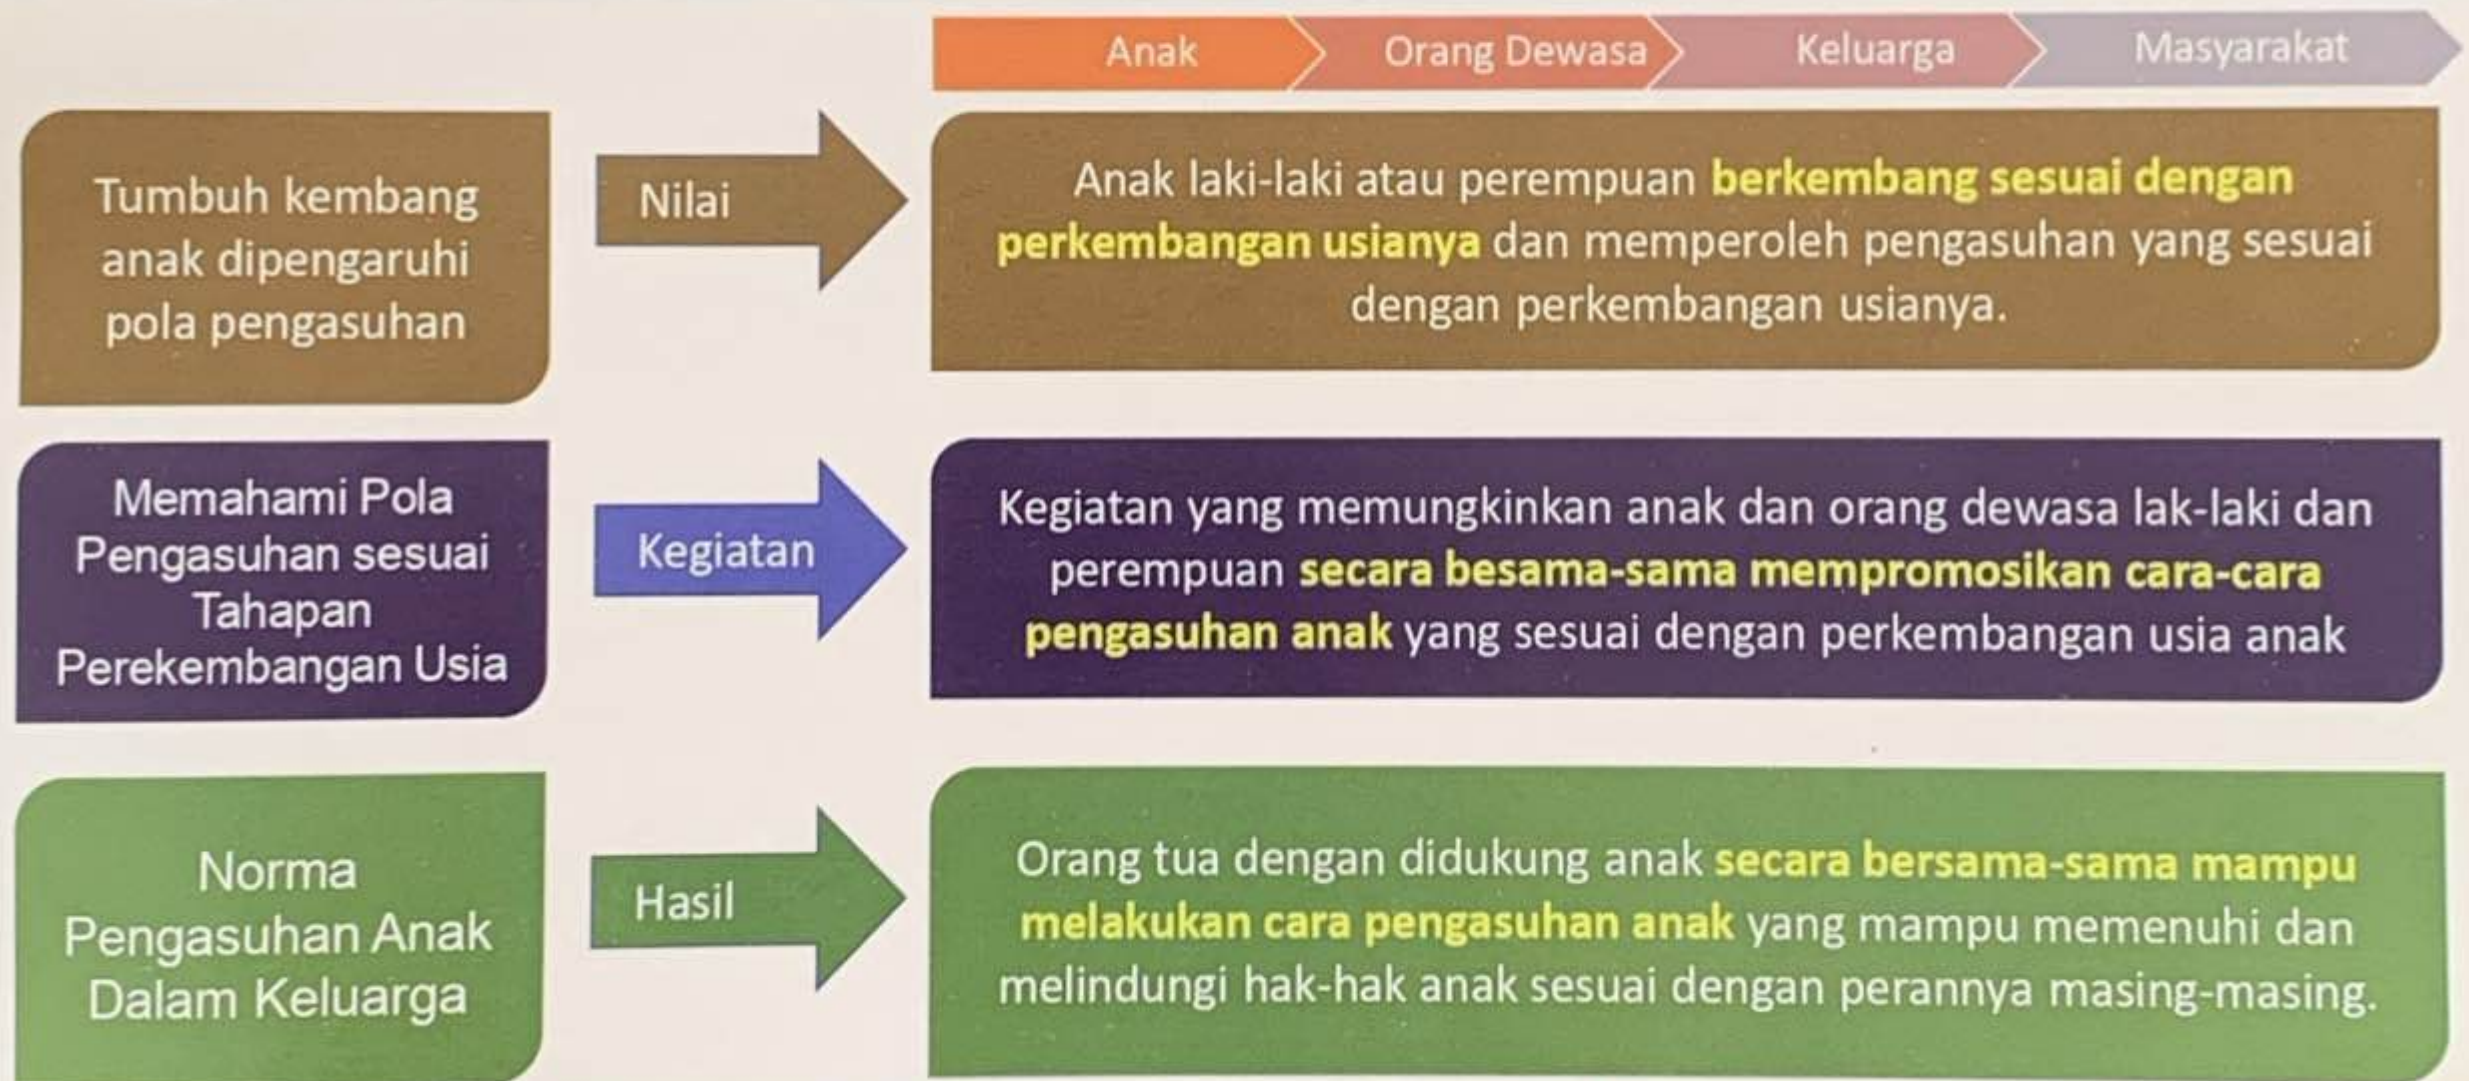 Anak
Orang Dewasa
Keluarga
Masyarakat
Tumbuh kembang
anak dipengaruhi
pola pengasuhan
Nilai
Anak laki-laki atau perempuan berkembang sesuai dengan
perkembangan usianya dan memperoleh pengasuhan yang sesuai
dengan perkembangan usianya.
Memahami Pola
Pengasuhan sesuai
Tahapan
Perekembangan Usia
Kegiatan
Kegiatan yang memungkinkan anak dan orang dewasa lak-laki dan
perempuan secara besama-sama mempromosikan cara-cara
pengasuhan anak yang sesuai dengan perkembangan usia anak
Norma
Pengasuhan Anak
Dalam Keluarga
Hasil
Orang tua dengan didukung anak secara bersama-sama mampu
melakukan cara pengasuhan anak yang mampu memenuhi dan
melindungi hak-hak anak sesuai dengan perannya masing-masing.